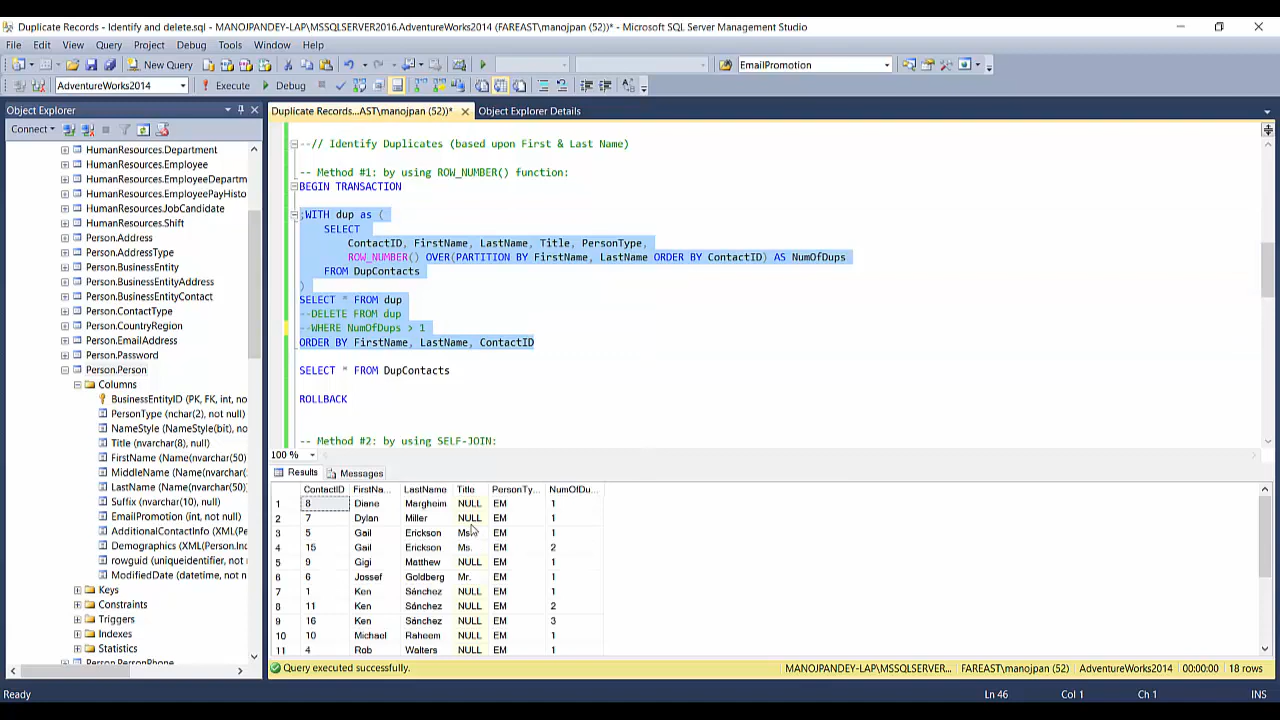 Duplicate Records - Identify and delete.sql - MANOJPANDEY-LAP\MSSQLSERVER2016.AdventureWorks2014 (FAREAST\manojpan (52))* - Microsoft SQL Server Management Studio
File Edit View Query Project Debug Tools Window Help
New Query EmailPromotion
AdventureWorks2014 Execute Debug
Object Explorer
Duplicate Records...AST\manojpan (52))* Object Explorer Details
Connect
HumanResources.Department
HumanResources.Employee
HumanResources.EmployeeDepartm
HumanResources.EmployeePayHisto
HumanResources.JobCandidate
HumanResources.Shift
Person.Address
Person.AddressType
Person.BusinessEntity
Person.BusinessEntityAddress
Person.BusinessEntityContact
Person.ContactType
Person.CountryRegion
Person.EmailAddress
Person.Password
Person.Person
Columns
BusinessEntityID (PK, FK, int, no
PersonType (nchar(2), not null)
NameStyle (NameStyle(bit), no
Title (nvarchar(8), null)
FirstName (Name(nvarchar(50)
MiddleName (Name(nvarchar(
LastName (Name(nvarchar(50))
Suffix (nvarchar(10), null)
EmailPromotion (int, not null)
AdditionalContactInfo (XML(Pe
Demographics (XML(Person.Inc
rowguid (uniqueidentifier, not n
ModifiedDate (datetime, not n
Keys
Constraints
Triggers
Indexes
Statistics
Person.PersonPhone
--// Identify Duplicates (based upon First & Last Name)
-- Method #1: by using ROW_NUMBER() function:
BEGIN TRANSACTION
;WITH dup as (
SELECT
ContactID, FirstName, LastName, Title, PersonType,
ROW_NUMBER() OVER(PARTITION BY FirstName, LastName ORDER BY ContactID) AS NumOfDups
FROM DupContacts
)
SELECT * FROM dup
--DELETE FROM dup
--WHERE NumOfDups > 1
ORDER BY FirstName, LastName, ContactID
SELECT * FROM DupContacts
ROLLBACK
-- Method #2: by using SELF-JOIN:
100 %
Results Messages
ContactID FirstNa... LastName Title PersonTy... NumOfDu...
1 8 Diane Margheim NULL EM 1
2 7 Dylan Miller NULL EM 1
3 5 Gail Erickson Ms. EM 1
4 15 Gail Erickson Ms. EM 2
5 9 Gigi Matthew NULL EM 1
6 6 Jossef Goldberg Mr. EM 1
7 1 Ken Sánchez NULL EM 1
8 11 Ken Sánchez NULL EM 2
9 16 Ken Sánchez NULL EM 3
10 10 Michael Raheem NULL EM 1
11 4 Rob Walters NULL EM 1
Query executed successfully. MANOJPANDEY-LAP\MSSQLSERVER... FAREAST\manojpan (52) AdventureWorks2014 00:00:00 18 rows
Ready Ln 46 Col 1 Ch 1 INS